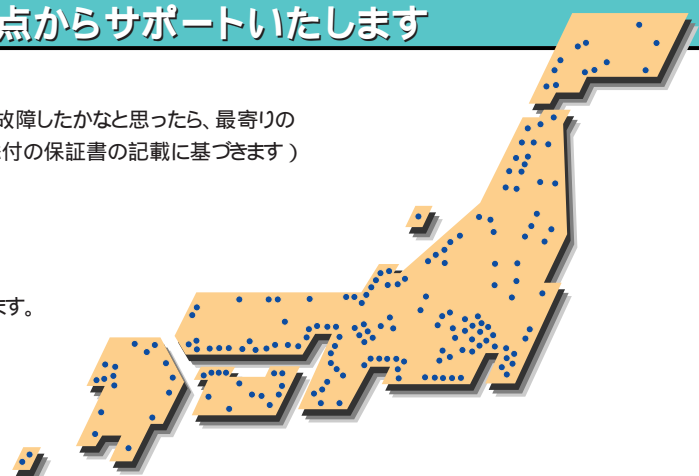 点からサポートいたします
故障したかなと思ったら、最寄りの
付の保証書の記載に基づきます )
ます。